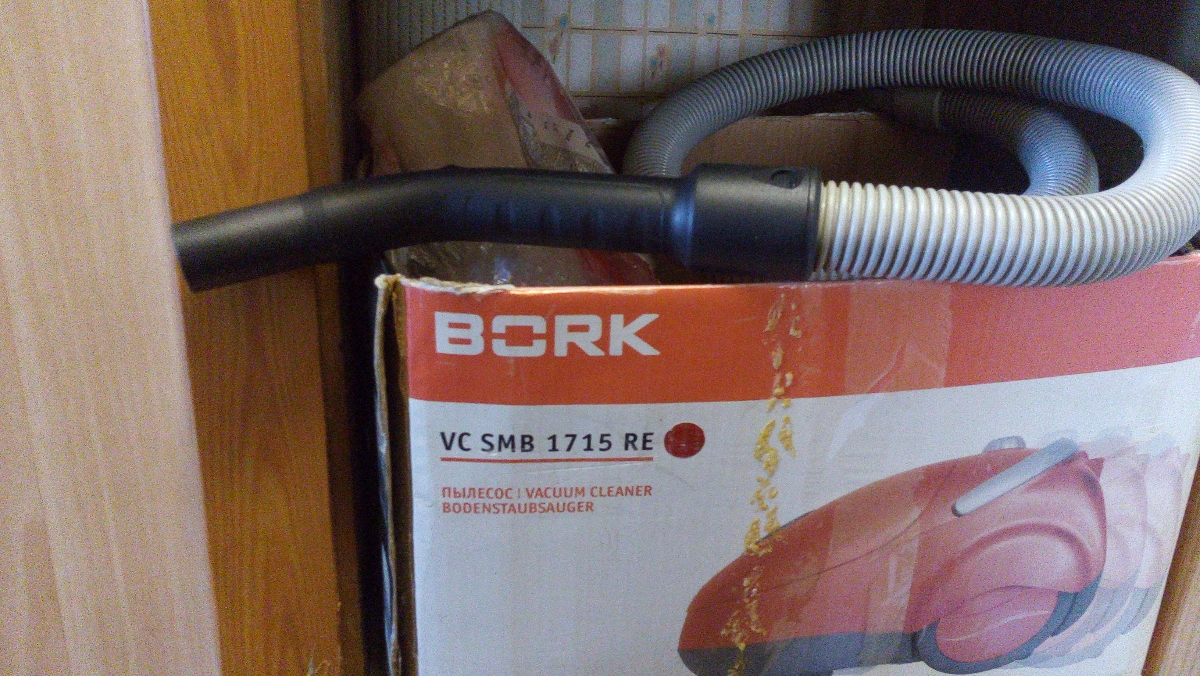 BORK
VC SMB 1715 RE
ПЫЛЕСОС | VACUUM CLEANER
BODENSTAUBSAUGER